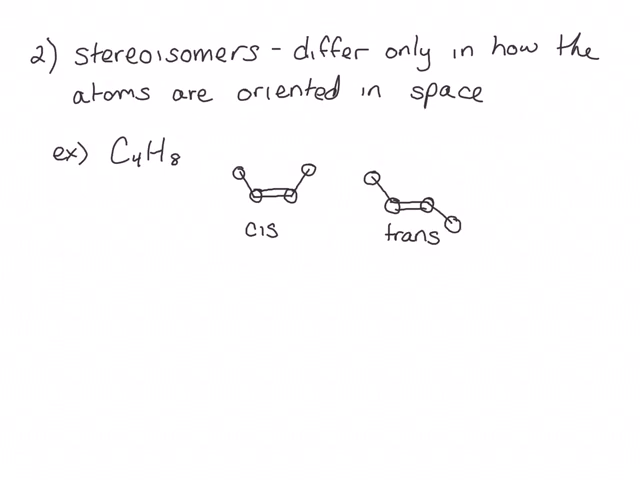 2) stereoisomers - differ only in how the
atoms are oriented in space
ex) C₄H₈
cis trans